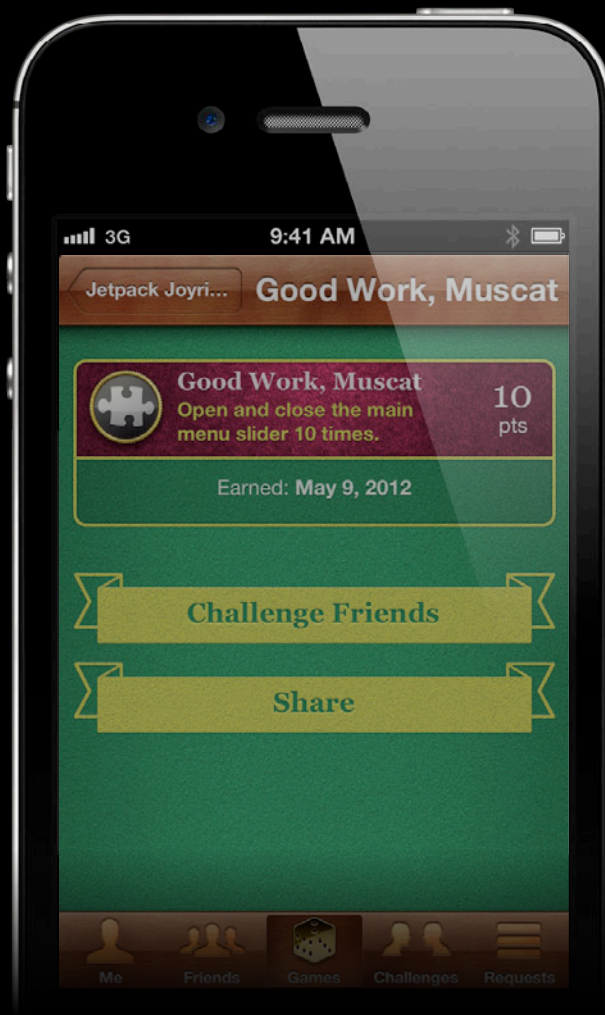 3G 9:41 AM
Jetpack Joyri... Good Work, Muscat
Good Work, Muscat
Open and close the main
menu slider 10 times.
10
pts
Earned: May 9, 2012
Challenge Friends
Share
Me Friends Games Challenges Requests